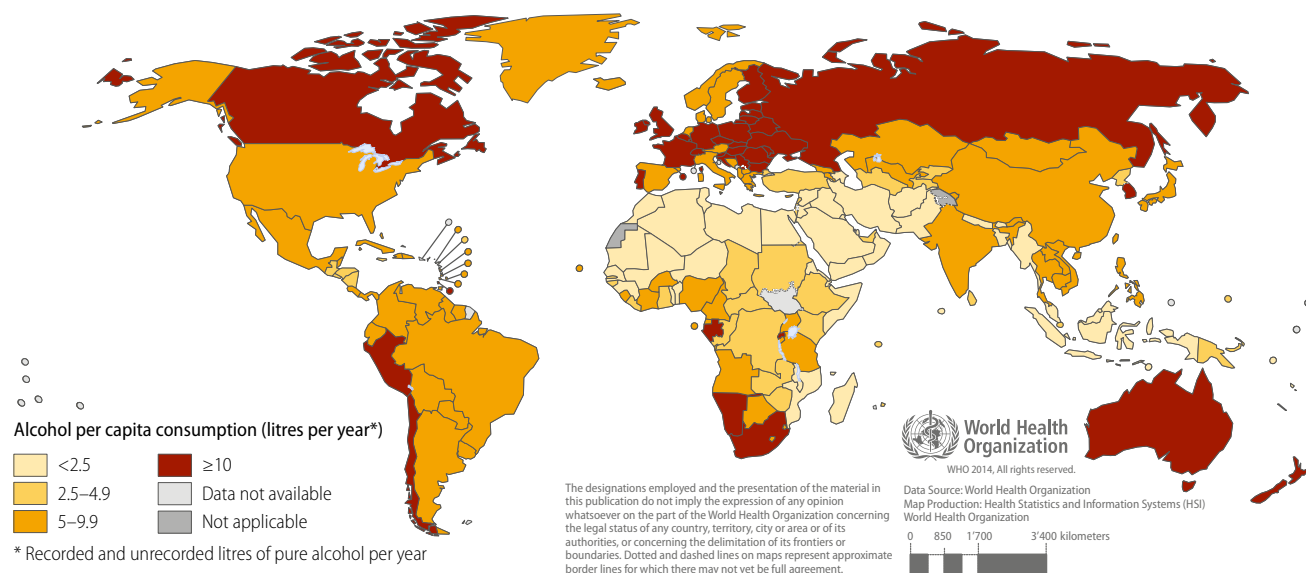 Alcohol per capita consumption (litres per year*)
<2.5
2.5–4.9
5–9.9
≥10
Data not available
Not applicable
* Recorded and unrecorded litres of pure alcohol per year
The designations employed and the presentation of the material in
this publication do not imply the expression of any opinion
whatsoever on the part of the World Health Organization concerning
the legal status of any country, territory, city or area or of its
authorities, or concerning the delimitation of its frontiers or
boundaries. Dotted and dashed lines on maps represent approximate
border lines for which there may not yet be full agreement.
World Health
Organization
WHO 2014, All rights reserved.
Data Source: World Health Organization
Map Production: Health Statistics and Information Systems (HSI)
World Health Organization
0 850 1'700 3'400 kilometers